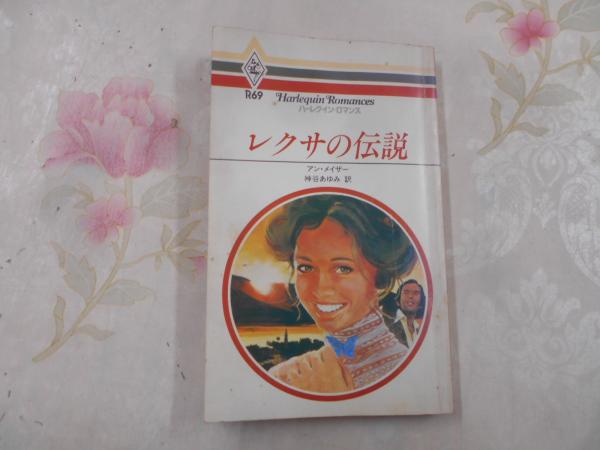 R69
Harlequin Romances
ハーレクイン・ロマンス
レクサの伝説
アン・メイザー
神谷あゆみ 訳